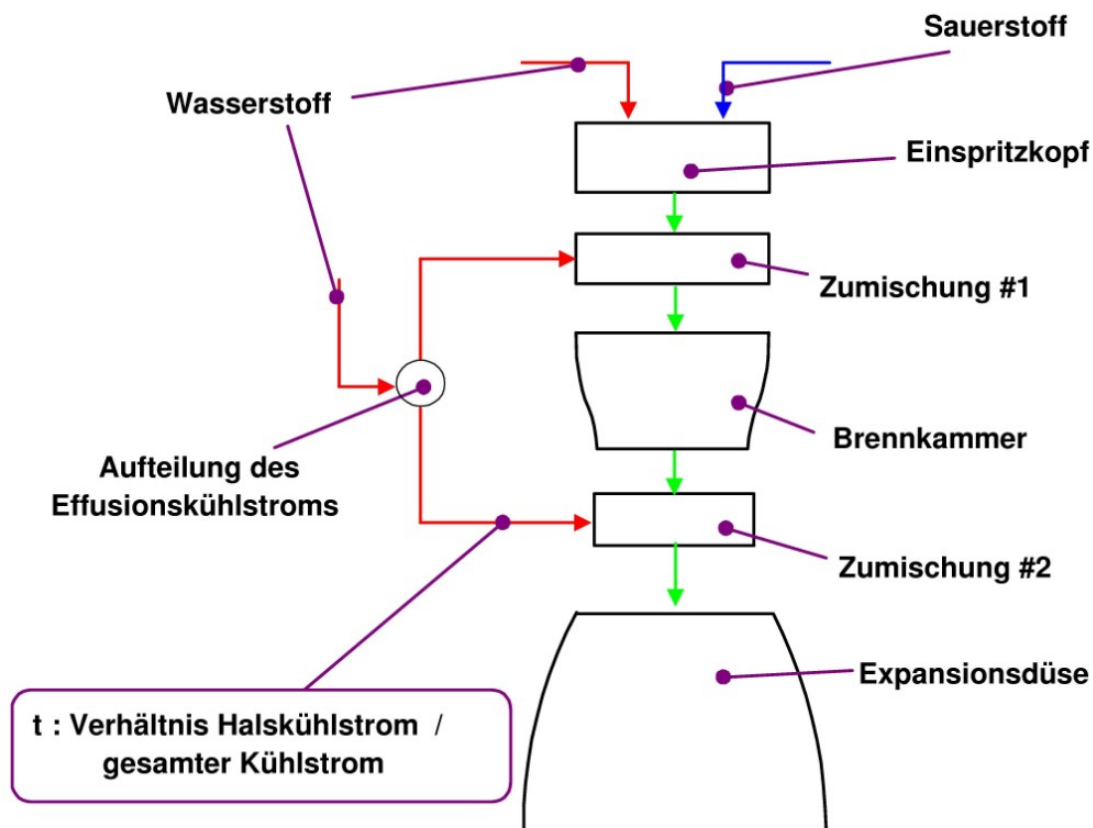 Sauerstoff
Wasserstoff
Einspritzkopf
Zumischung #1
Brennkammer
Aufteilung des
Effusionskühlstroms
Zumischung #2
Expansionsdüse
t : Verhältnis Halskühlstrom /
gesamter Kühlstrom